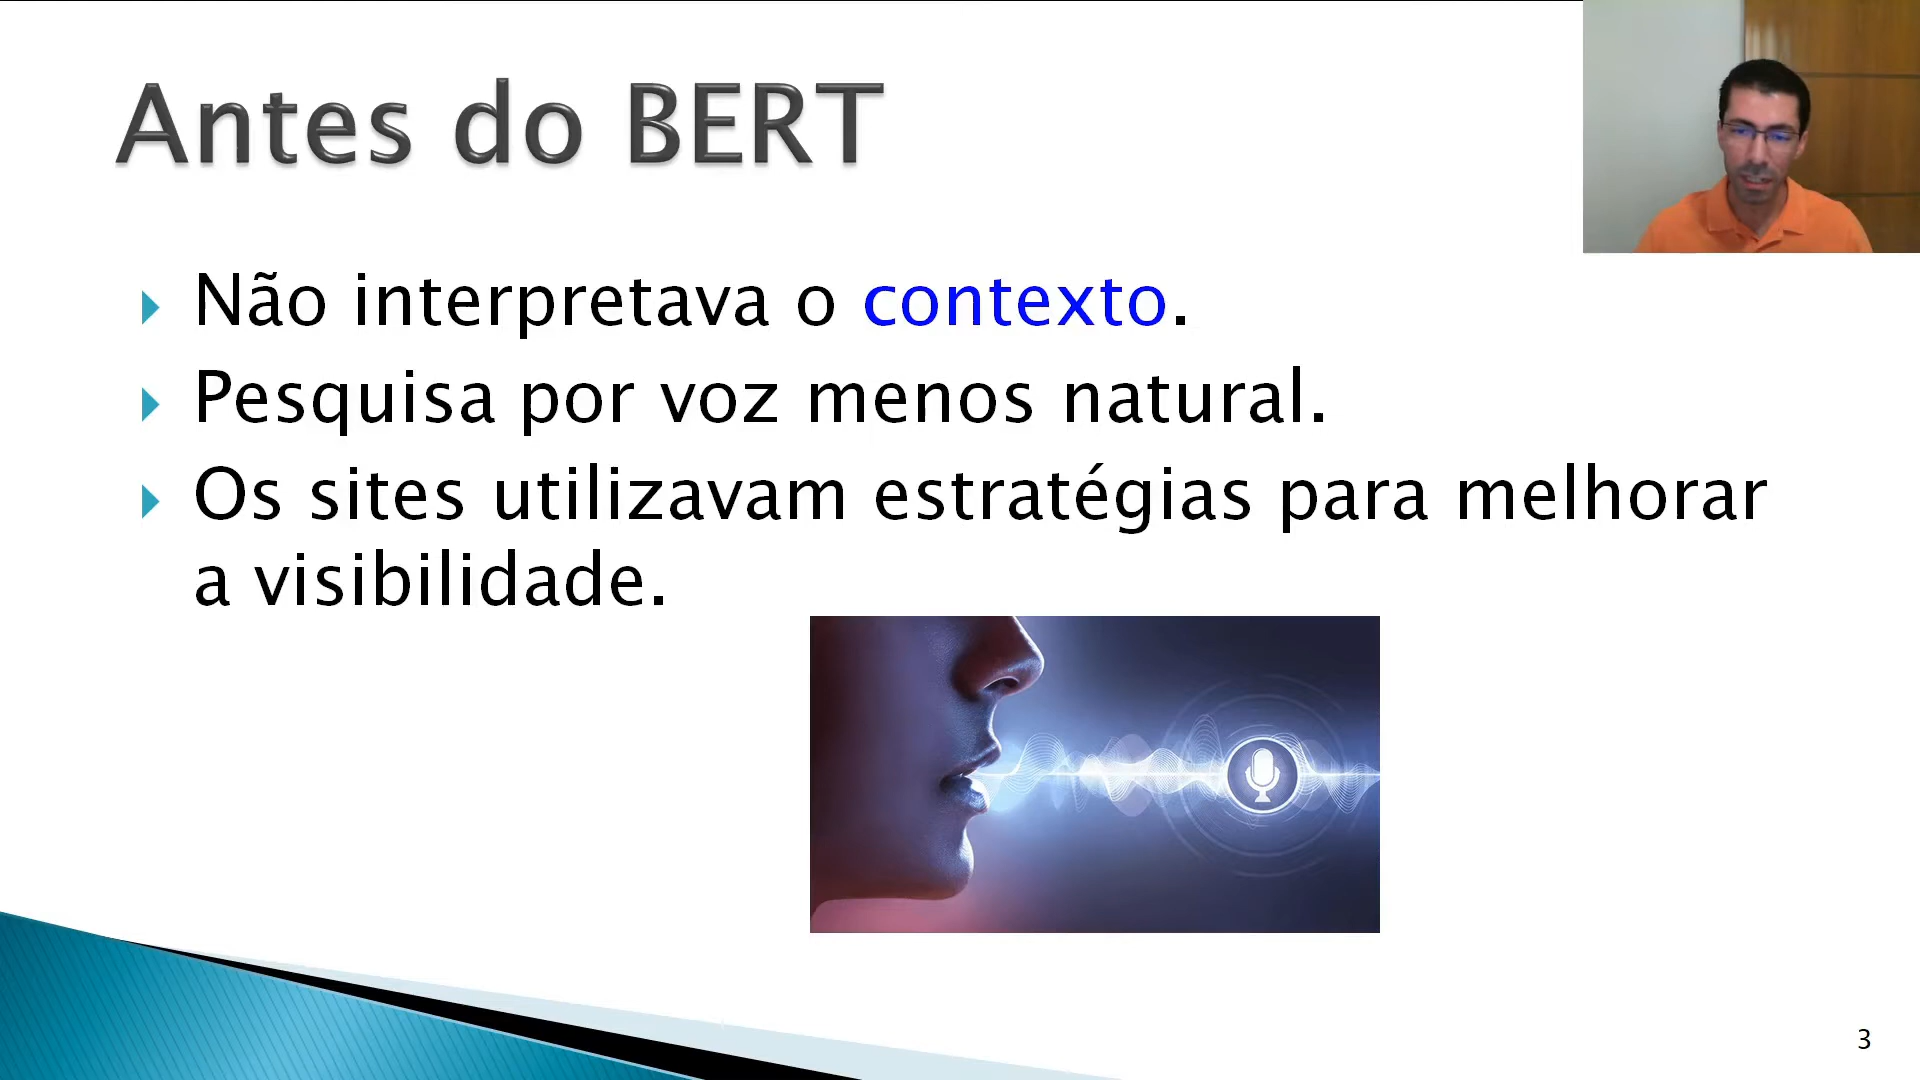 Antes do BERT
Não interpretava o contexto.
Pesquisa por voz menos natural.
Os sites utilizavam estratégias para melhorar
a visibilidade.
3